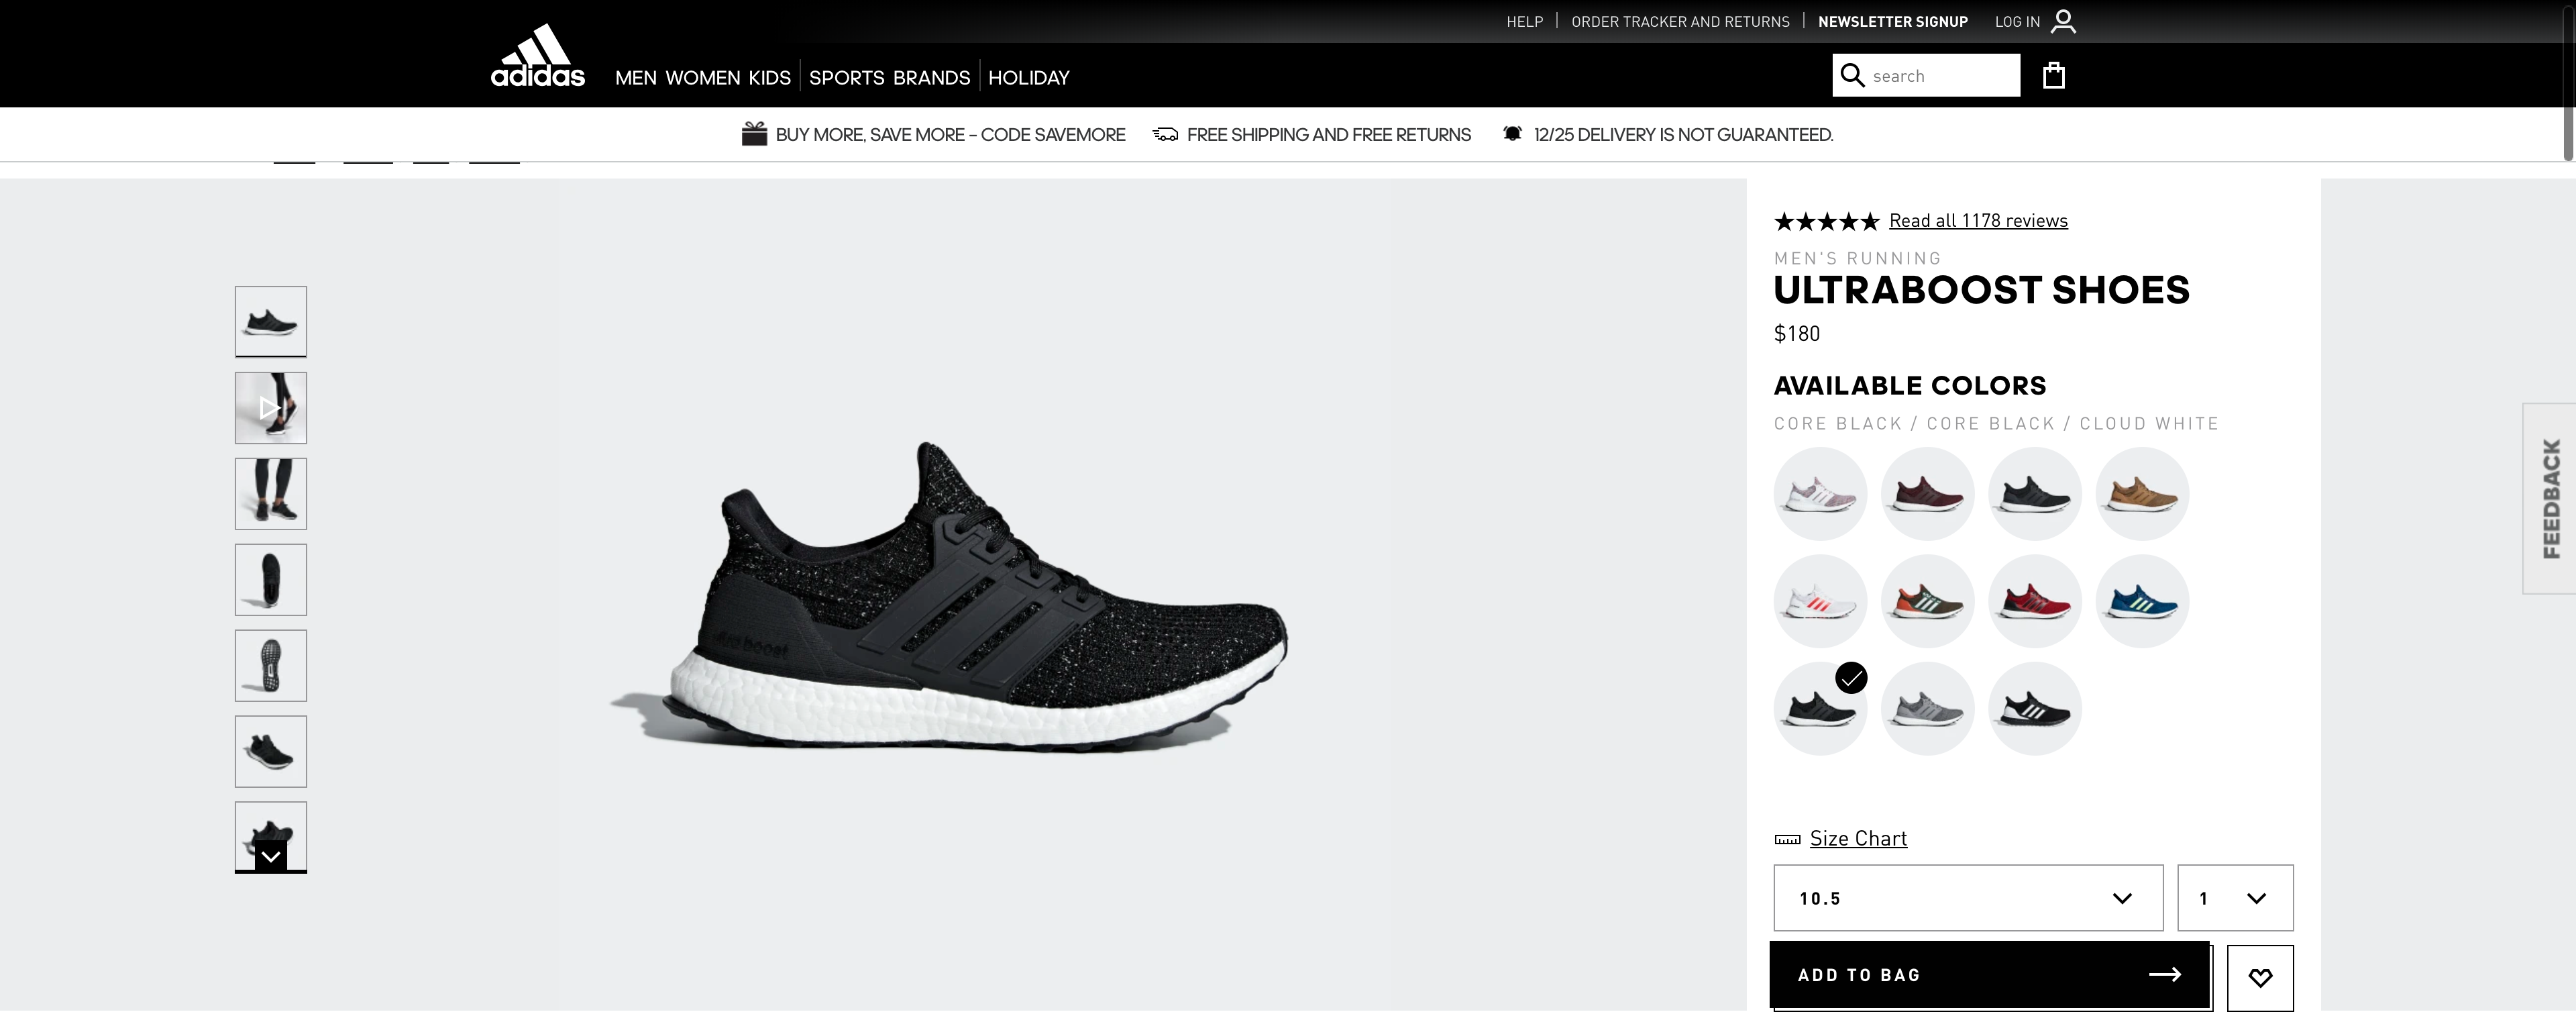 HELP
ORDER TRACKER AND RETURNS
NEWSLETTER SIGNUP
LOG IN
adidas
MEN WOMEN KIDS SPORTS BRANDS HOLIDAY
search
BUY MORE, SAVE MORE – CODE SAVEMORE
FREE SHIPPING AND FREE RETURNS
12/25 DELIVERY IS NOT GUARANTEED.
Read all 1178 reviews
MEN'S RUNNING
ULTRABOOST SHOES
$180
AVAILABLE COLORS
CORE BLACK / CORE BLACK / CLOUD WHITE
ultra boost
Size Chart
10.5
1
ADD TO BAG
FEEDBACK